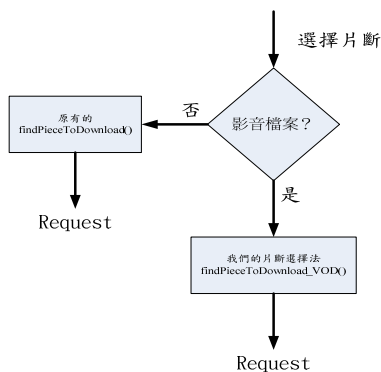 選擇片斷
影音檔案？
否
原有的
findPieceToDownload()
Request
是
我們的片斷選擇法
findPieceToDownload_VOD()
Request